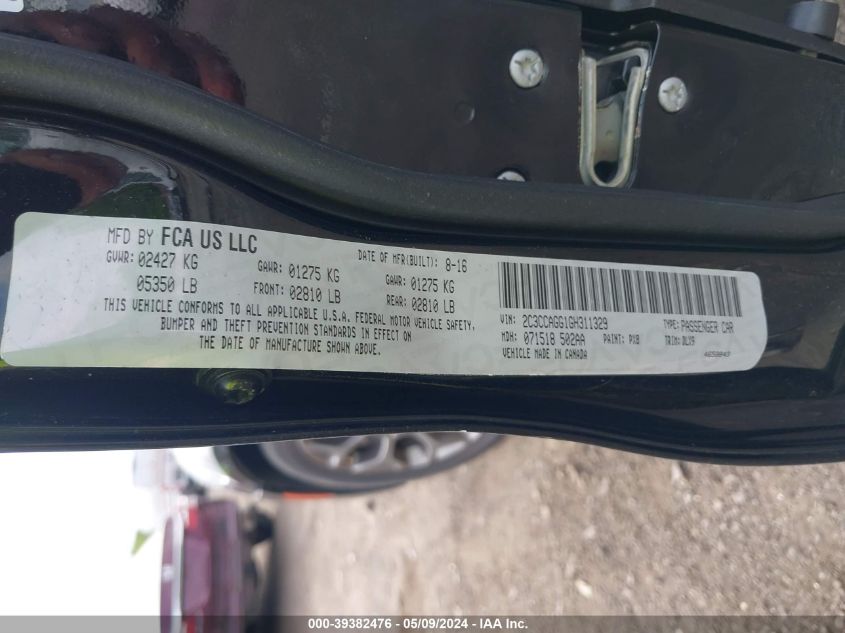 MFD BY FCA US LLC
DATE OF MFR(BUILT): 8-16
GVWR: 02427 KG
GAWR: 01275 KG
GAWR: 01275 KG
05350 LB
FRONT: 02810 LB
REAR: 02810 LB
THIS VEHICLE CONFORMS TO ALL APPLICABLE U.S.A. FEDERAL MOTOR VEHICLE SAFETY,
BUMPER AND THEFT PREVENTION STANDARDS IN EFFECT ON
THE DATE OF MANUFACTURE SHOWN ABOVE.
VIN: 2C3CCAGG1GH311329
TYPE: PASSENGER CAR
MDH: 071518 502AA
PAINT: PX8
TRIM: DLX9
VEHICLE MADE IN CANADA
000-39382476 - 05/09/2024 - IAA Inc.